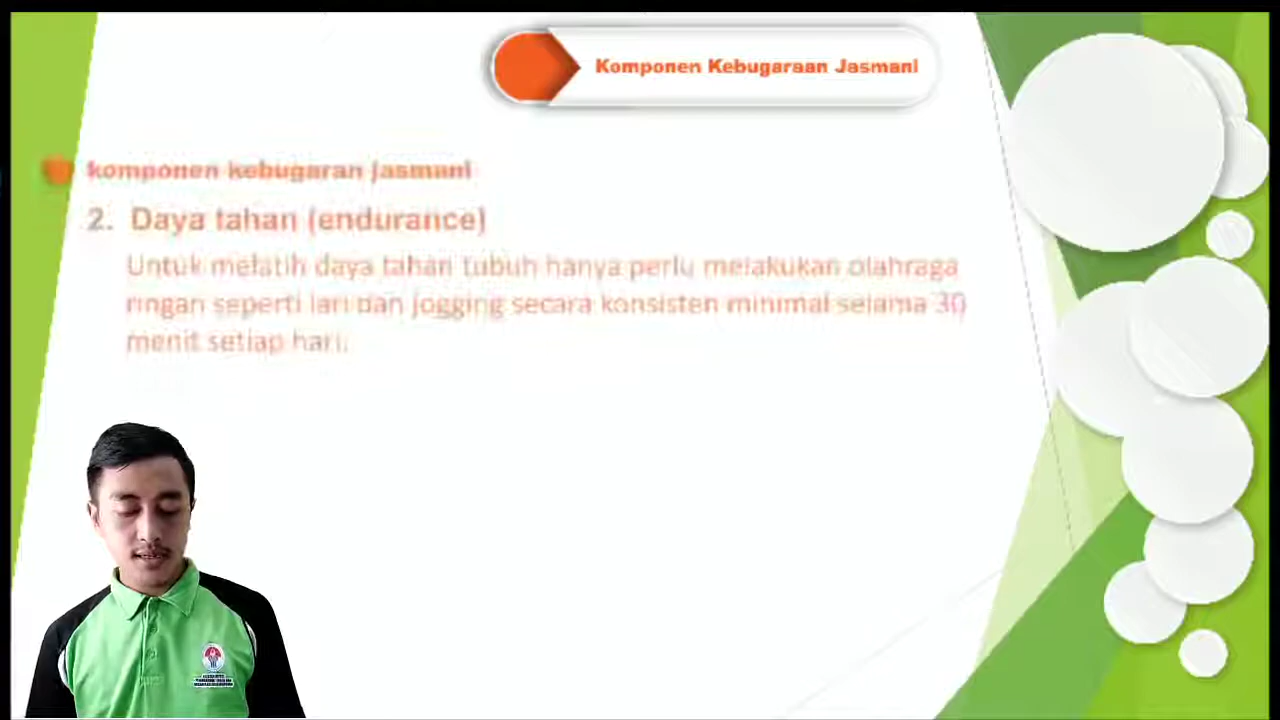 Komponen Kebugaraan Jasmani
komponen kebugaran jasmani
2. Daya tahan (endurance)
Untuk melatih daya tahan tubuh hanya perlu melakukan olahraga
ringan seperti lari dan jogging secara konsisten minimal selama 30
menit setiap hari.